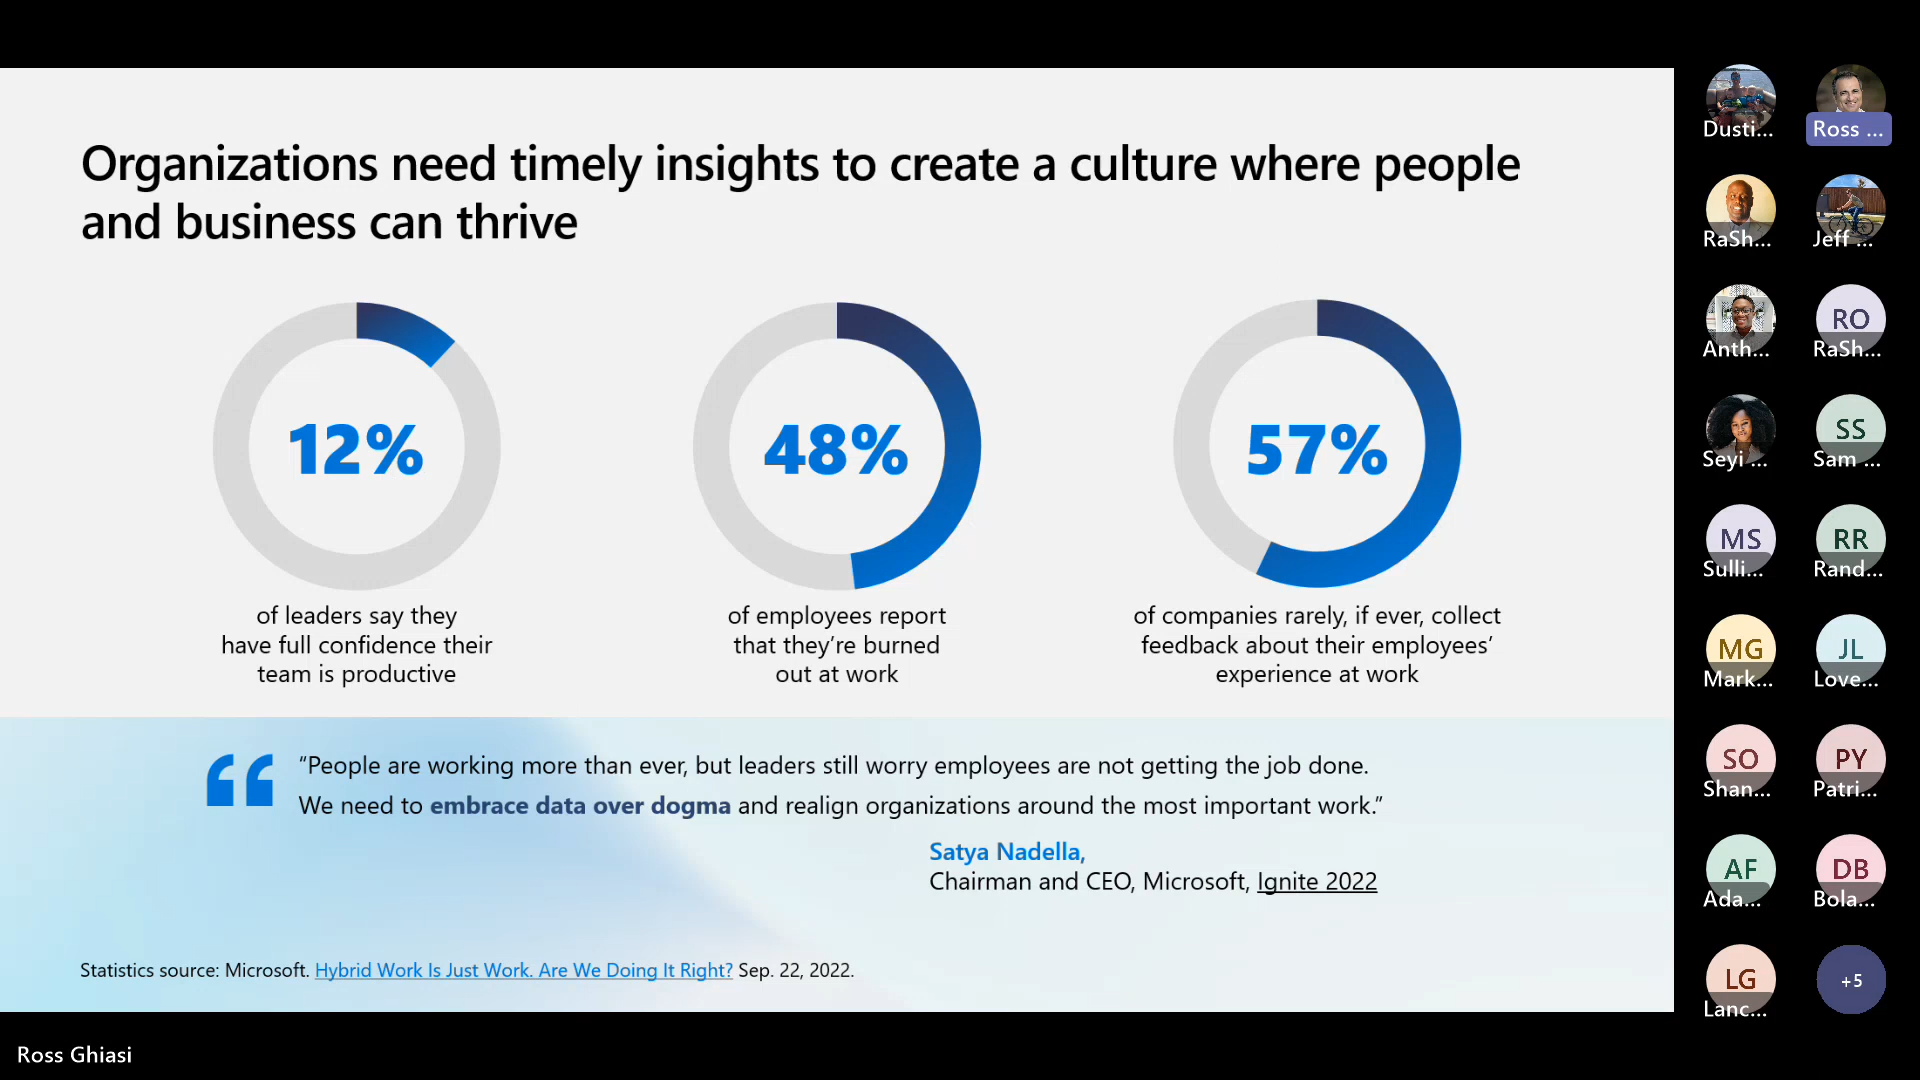 Organizations need timely insights to create a culture where people
and business can thrive
12%
of leaders say they
have full confidence their
team is productive
48%
of employees report
that they’re burned
out at work
57%
of companies rarely, if ever, collect
feedback about their employees’
experience at work
“People are working more than ever, but leaders still worry employees are not getting the job done.
We need to embrace data over dogma and realign organizations around the most important work.”
Satya Nadella,
Chairman and CEO, Microsoft, Ignite 2022
Statistics source: Microsoft. Hybrid Work Is Just Work. Are We Doing It Right? Sep. 22, 2022.
Ross Ghiasi
Dusti...
Ross ...
RaSh...
Jeff ...
Anth...
RO
RaSh...
Seyi ...
SS
Sam ...
MS
Sulli...
RR
Rand...
MG
Mark...
JL
Love...
SO
Shan...
PY
Patri...
AF
Ada...
DB
Bola...
LG
Lanc...
+5